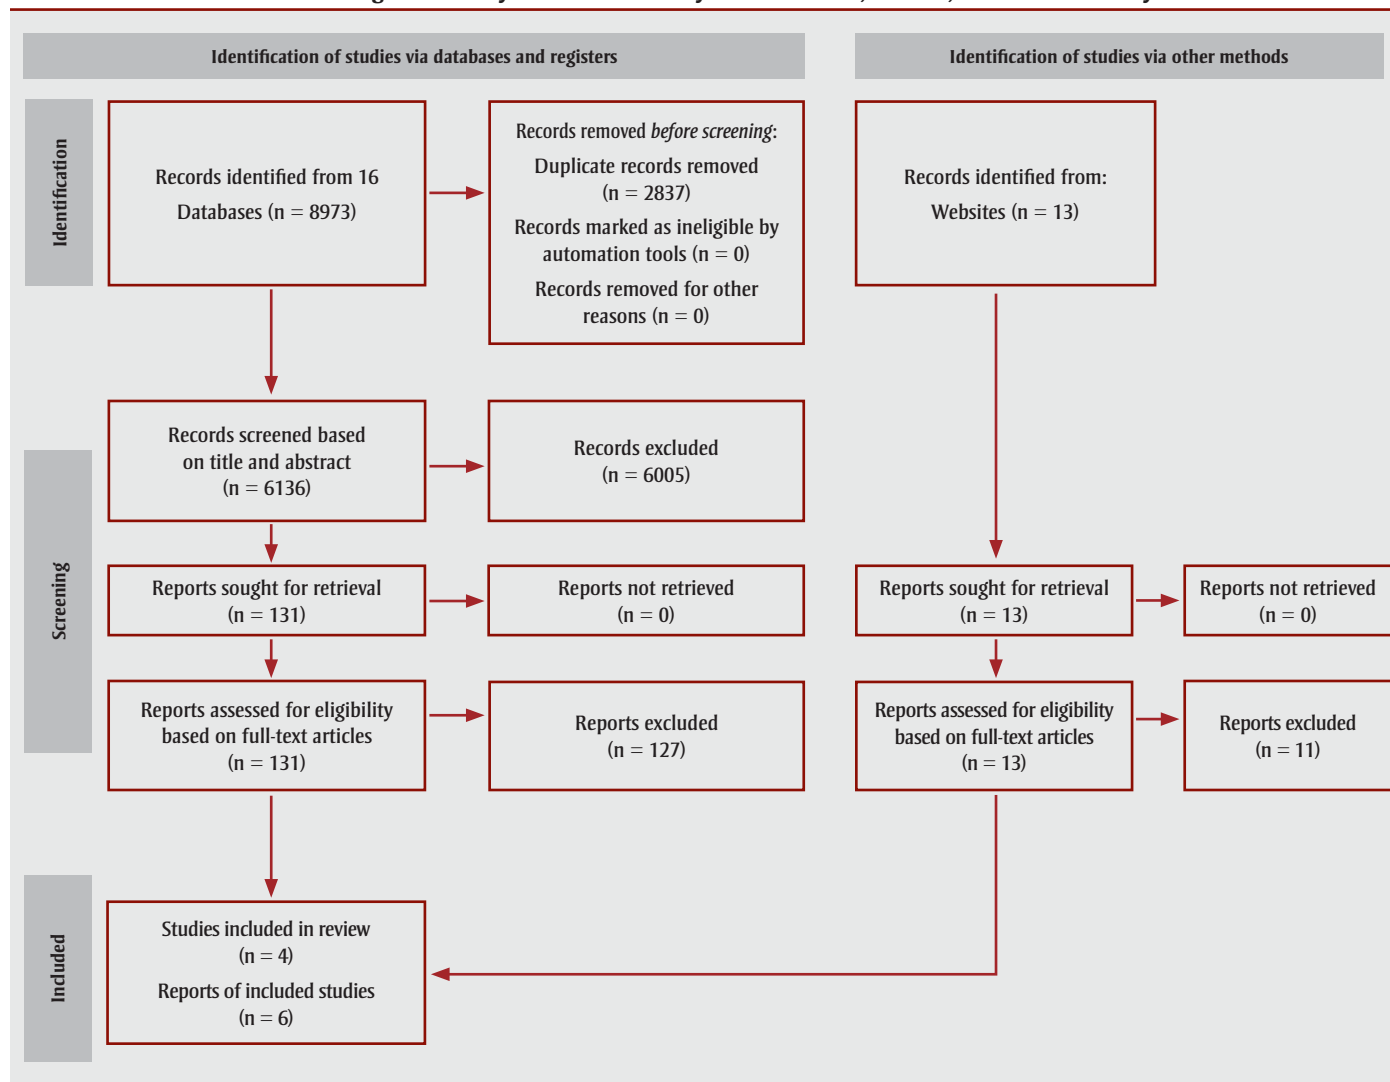 Identification of studies via databases and registers
Identification of studies via other methods
Identification
Records identified from 16
Databases (n = 8973)
Records removed before screening:
Duplicate records removed
(n = 2837)
Records marked as ineligible by
automation tools (n = 0)
Records removed for other
reasons (n = 0)
Records identified from:
Websites (n = 13)
Screening
Records screened based
on title and abstract
(n = 6136)
Records excluded
(n = 6005)
Reports sought for retrieval
(n = 131)
Reports not retrieved
(n = 0)
Reports sought for retrieval
(n = 13)
Reports not retrieved
(n = 0)
Reports assessed for eligibility
based on full-text articles
(n = 131)
Reports excluded
(n = 127)
Reports assessed for eligibility
based on full-text articles
(n = 13)
Reports excluded
(n = 11)
Included
Studies included in review
(n = 4)
Reports of included studies
(n = 6)